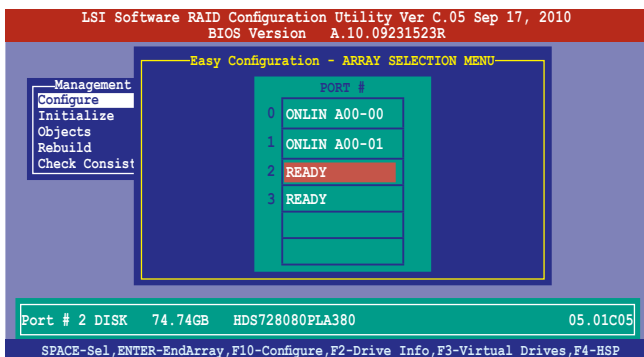 LSI Software RAID Configuration Utility Ver C.05 Sep 17, 2010
BIOS Version A.10.09231523R
Easy Configuration - ARRAY SELECTION MENU
Management
Configure
Initialize
Objects
Rebuild
Check Consist
PORT #
0 ONLIN A00-00
1 ONLIN A00-01
2 READY
3 READY
Port # 2 DISK 74.74GB HDS728080PLA380 05.01C05
SPACE-Sel,ENTER-EndArray,F10-Configure,F2-Drive Info,F3-Virtual Drives,F4-HSP